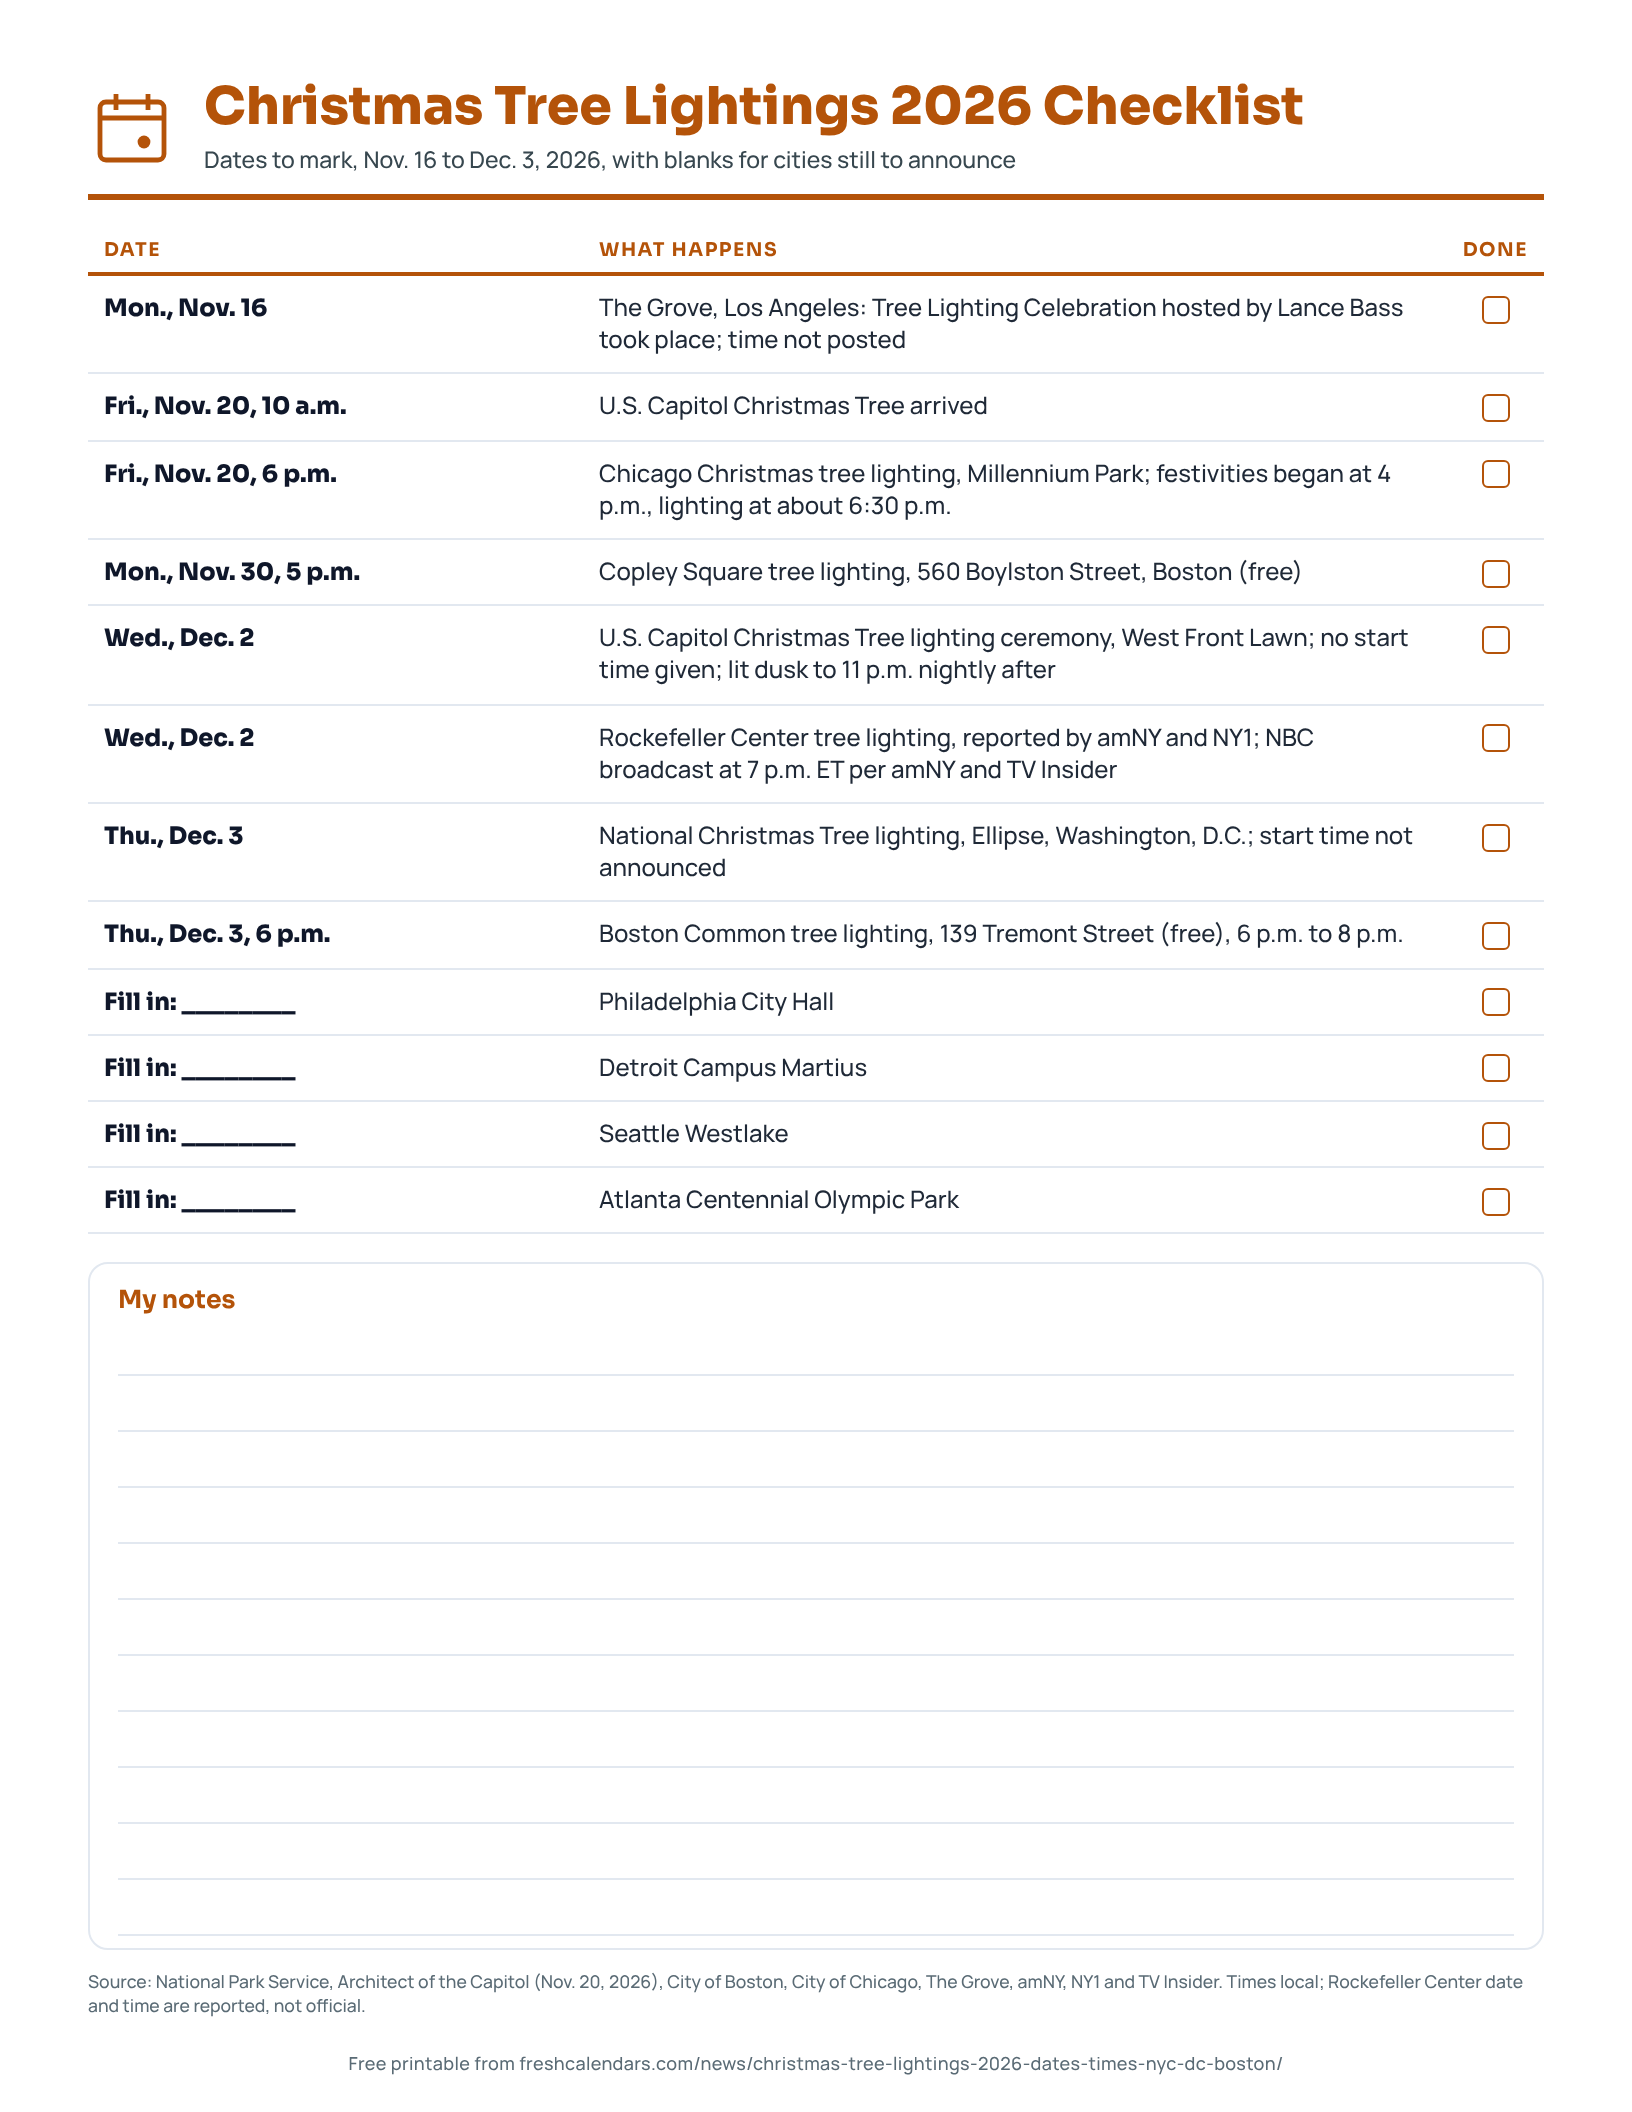 Christmas Tree Lightings 2026 Checklist
Dates to mark, Nov. 16 to Dec. 3, 2026, with blanks for cities still to announce
DATE WHAT HAPPENS DONE
Mon., Nov. 16 The Grove, Los Angeles: Tree Lighting Celebration hosted by Lance Bass
took place; time not posted
Fri., Nov. 20, 10 a.m. U.S. Capitol Christmas Tree arrived
Fri., Nov. 20, 6 p.m. Chicago Christmas tree lighting, Millennium Park; festivities began at 4
p.m., lighting at about 6:30 p.m.
Mon., Nov. 30, 5 p.m. Copley Square tree lighting, 560 Boylston Street, Boston (free)
Wed., Dec. 2 U.S. Capitol Christmas Tree lighting ceremony, West Front Lawn; no start
time given; lit dusk to 11 p.m. nightly after
Wed., Dec. 2 Rockefeller Center tree lighting, reported by amNY and NY1; NBC
broadcast at 7 p.m. ET per amNY and TV Insider
Thu., Dec. 3 National Christmas Tree lighting, Ellipse, Washington, D.C.; start time not
announced
Thu., Dec. 3, 6 p.m. Boston Common tree lighting, 139 Tremont Street (free), 6 p.m. to 8 p.m.
Fill in: ________ Philadelphia City Hall
Fill in: ________ Detroit Campus Martius
Fill in: ________ Seattle Westlake
Fill in: ________ Atlanta Centennial Olympic Park
My notes
Source: National Park Service, Architect of the Capitol (Nov. 20, 2026), City of Boston, City of Chicago, The Grove, amNY, NY1 and TV Insider. Times local; Rockefeller Center date
and time are reported, not official.
Free printable from freshcalendars.com/news/christmas-tree-lightings-2026-dates-times-nyc-dc-boston/